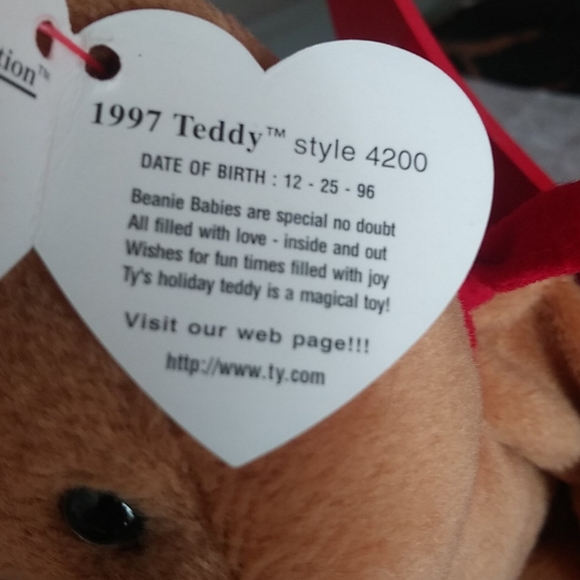 tion™
1997 Teddy™ style 4200
DATE OF BIRTH : 12 - 25 - 96
Beanie Babies are special no doubt
All filled with love - inside and out
Wishes for fun times filled with joy
Ty's holiday teddy is a magical toy!
Visit our web page!!!
http://www.ty.com